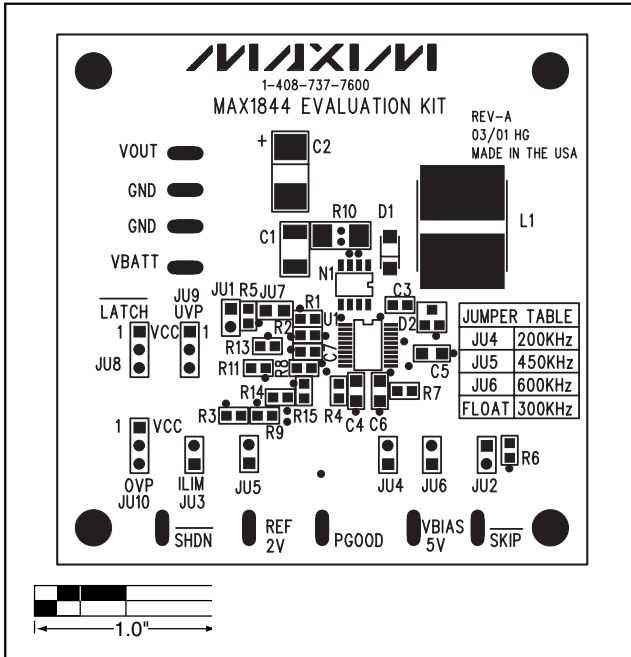 MAXIM
1-408-737-7600
MAX1844 EVALUATION KIT
REV-A
03/01 HG
MADE IN THE USA
VOUT
GND
GND
VBATT
+
C2
C1
R10
D1
L1
N1
LATCH
JU9
UVP
JU1
R5
JU7
R1
C3
1
VCC
1
JU8
R2
U1
D2
R13
C7
R11
R8
C5
R14
R15
R4
C4
C6
R7
R3
R9
JUMPER TABLE
JU4 200KHz
JU5 450KHz
JU6 600KHz
FLOAT 300KHz
1
VCC
OVP
JU10
ILIM
JU3
JU5
JU4
JU6
JU2
R6
SHDN
REF
2V
PGOOD
VBIAS
5V
SKIP
1.0"